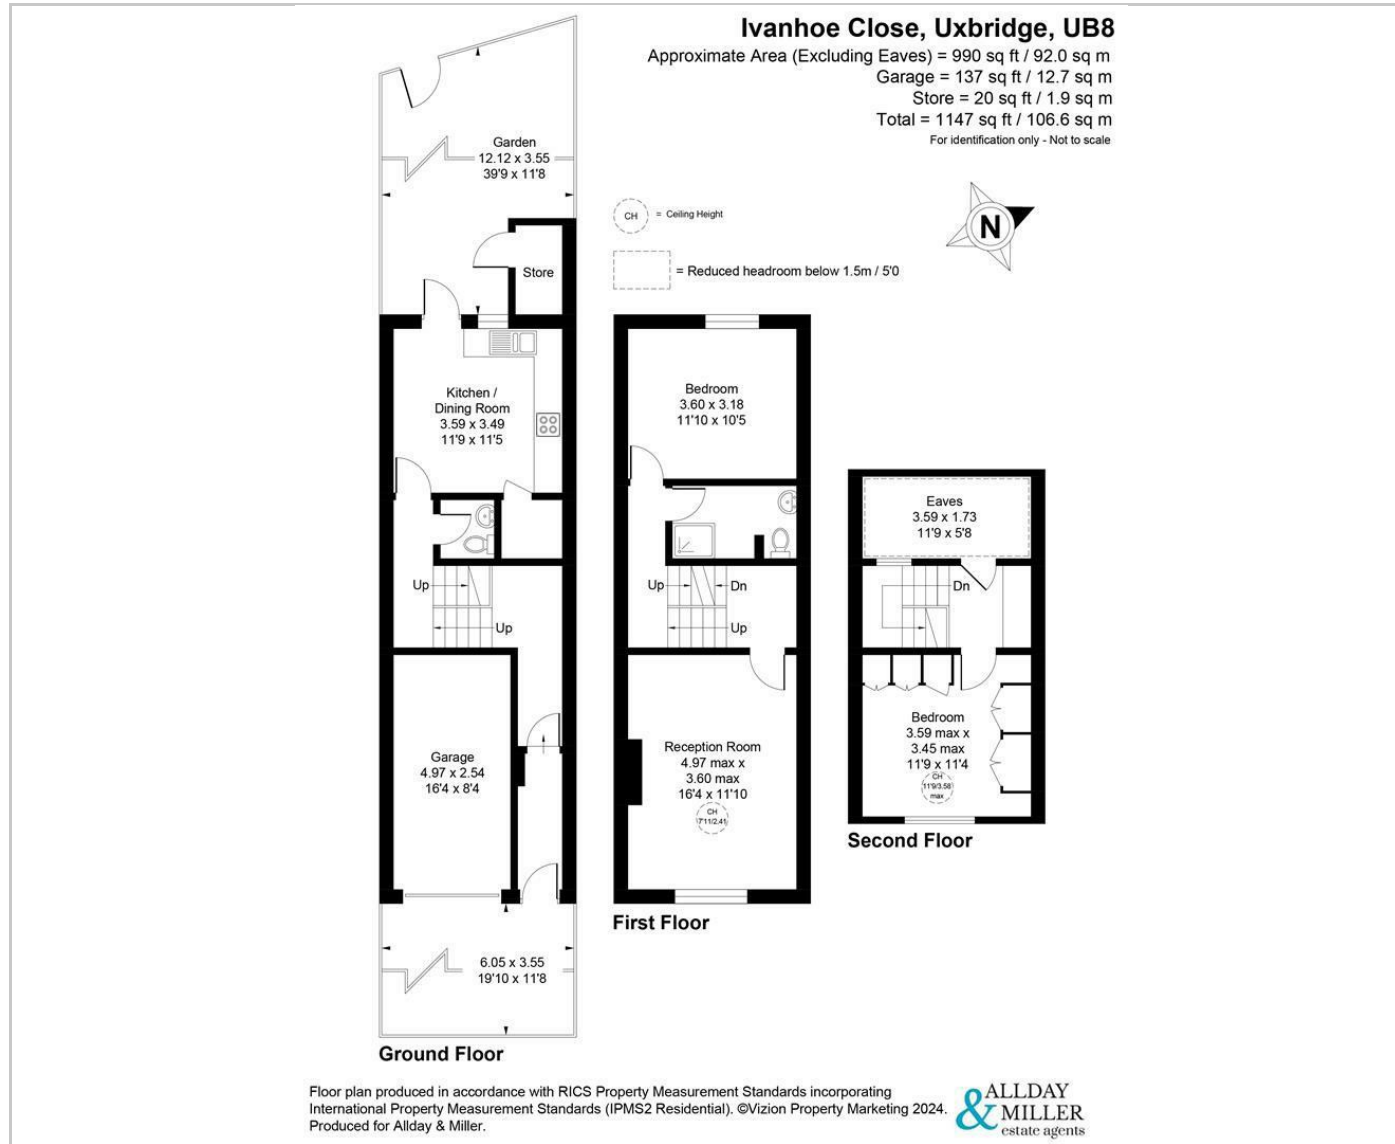 Ivanhoe Close, Uxbridge, UB8
Approximate Area (Excluding Eaves) = 990 sq ft / 92.0 sq m
Garage = 137 sq ft / 12.7 sq m
Store = 20 sq ft / 1.9 sq m
Total = 1147 sq ft / 106.6 sq m
For identification only - Not to scale
N
CH
= Ceiling Height
= Reduced headroom below 1.5m / 5'0
Garden
12.12 x 3.55
39'9 x 11'8
Store
Kitchen /
Dining Room
3.59 x 3.49
11'9 x 11'5
Up
Up
Garage
4.97 x 2.54
16'4 x 8'4
6.05 x 3.55
19'10 x 11'8
Ground Floor
Bedroom
3.60 x 3.18
11'10 x 10'5
Up
Dn
Up
Reception Room
4.97 max x
3.60 max
16'4 x 11'10
CH
7'11/2.41
First Floor
Eaves
3.59 x 1.73
11'9 x 5'8
Dn
Bedroom
3.59 max x
3.45 max
11'9 x 11'4
CH
11'9/3.58
max
Second Floor
Floor plan produced in accordance with RICS Property Measurement Standards incorporating
International Property Measurement Standards (IPMS2 Residential). ©Vizion Property Marketing 2024.
Produced for Allday & Miller.
ALLDAY
& MILLER
estate agents